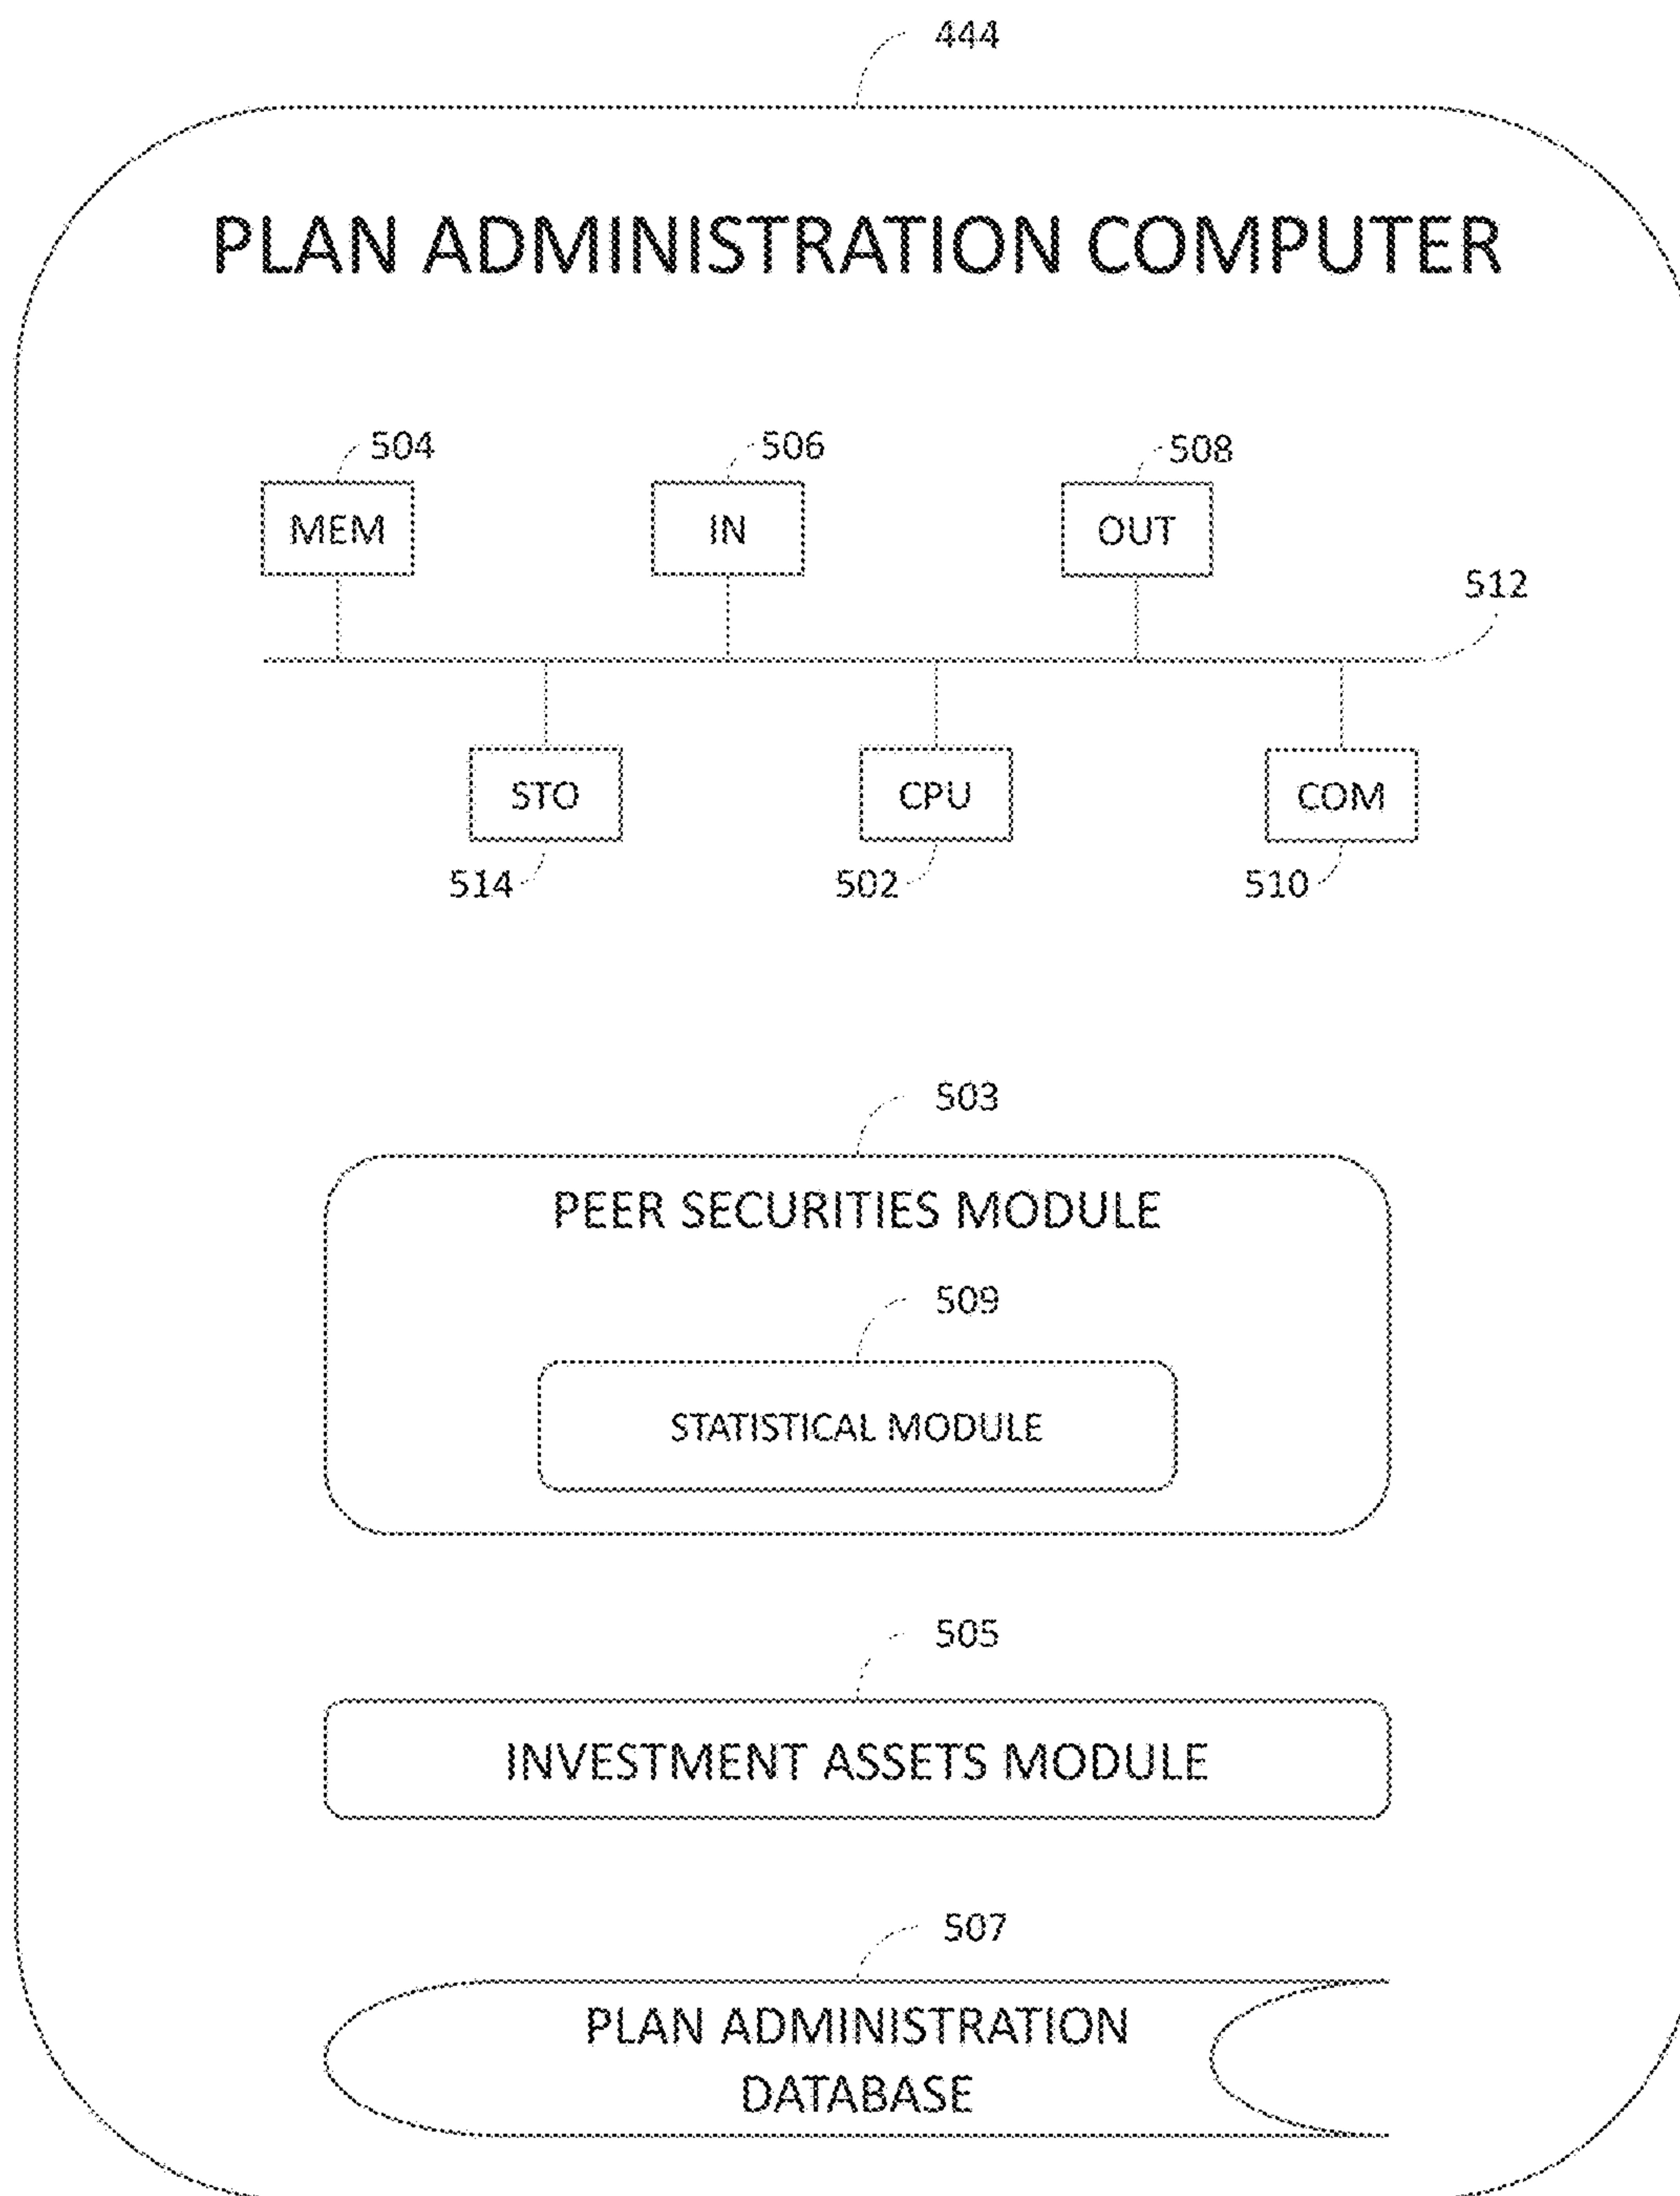 444
PLAN ADMINISTRATION COMPUTER
504
506
508
MEM
IN
OUT
512
STO
CPU
COM
514
502
510
503
PEER SECURITIES MODULE
509
STATISTICAL MODULE
505
INVESTMENT ASSETS MODULE
507
PLAN ADMINISTRATION
DATABASE